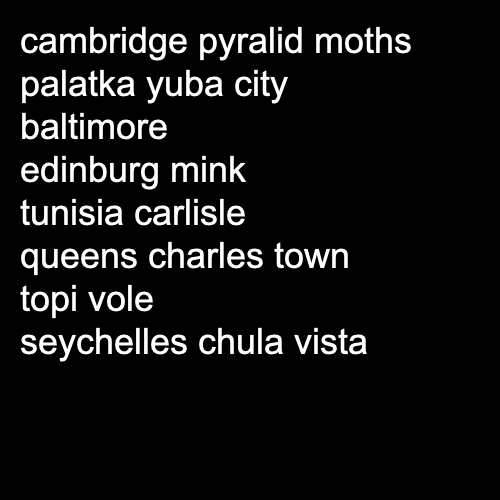 cambridge pyralid moths
palatka yuba city
baltimore
edinburg mink
tunisia carlisle
queens charles town
topi vole
seychelles chula vista